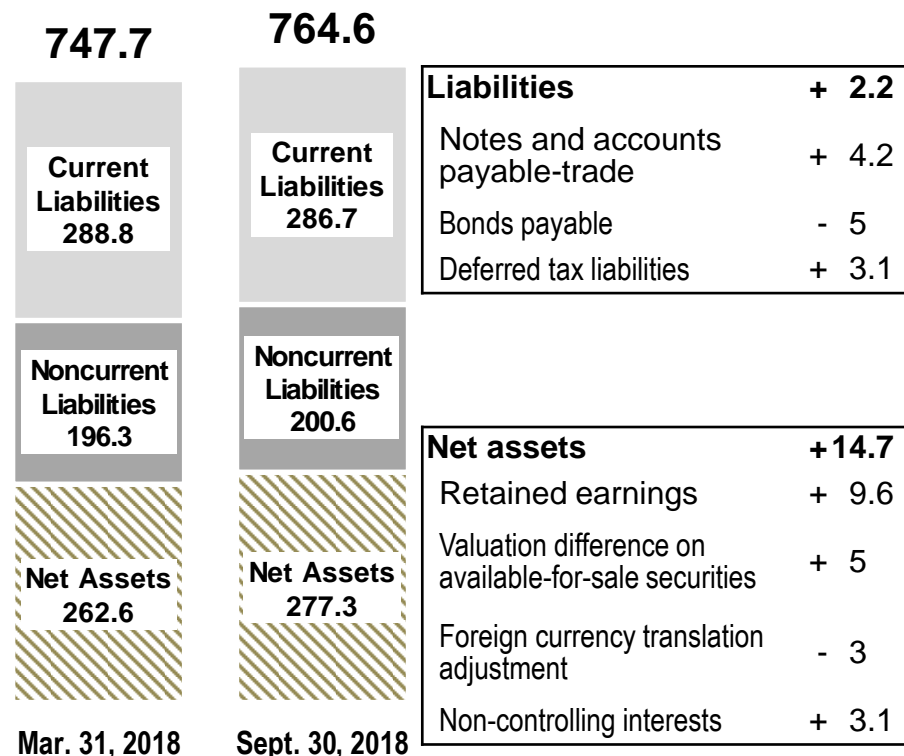 747.7
Current
Liabilities
288.8
Noncurrent
Liabilities
196.3
Net Assets
262.6
Mar. 31, 2018
764.6
Current
Liabilities
286.7
Noncurrent
Liabilities
200.6
Net Assets
277.3
Sept. 30, 2018
Liabilities + 2.2
Notes and accounts
payable-trade + 4.2
Bonds payable - 5
Deferred tax liabilities + 3.1
Net assets +14.7
Retained earnings + 9.6
Valuation difference on
available-for-sale securities + 5
Foreign currency translation
adjustment - 3
Non-controlling interests + 3.1